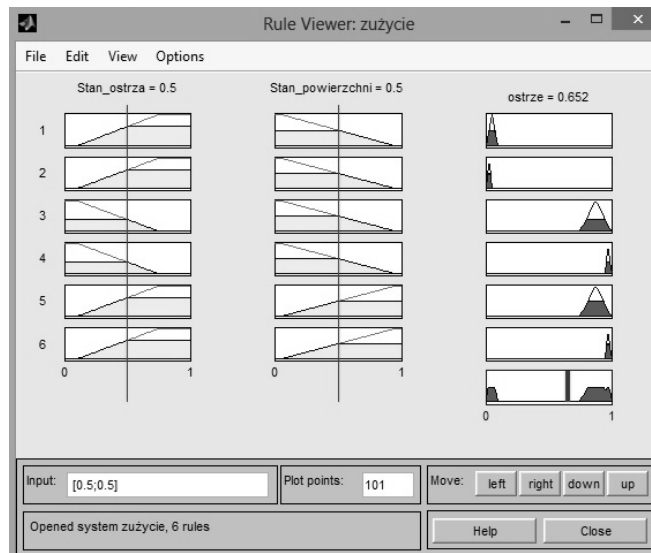 Rule Viewer: zużycie
File Edit View Options
Stan_ostrza = 0.5 Stan_powierzchni = 0.5 ostrze = 0.652
1
2
3
4
5
6
0 1 0 1
0 1
Input: [0.5;0.5] Plot points: 101 Move: left right down up
Opened system zużycie, 6 rules Help Close